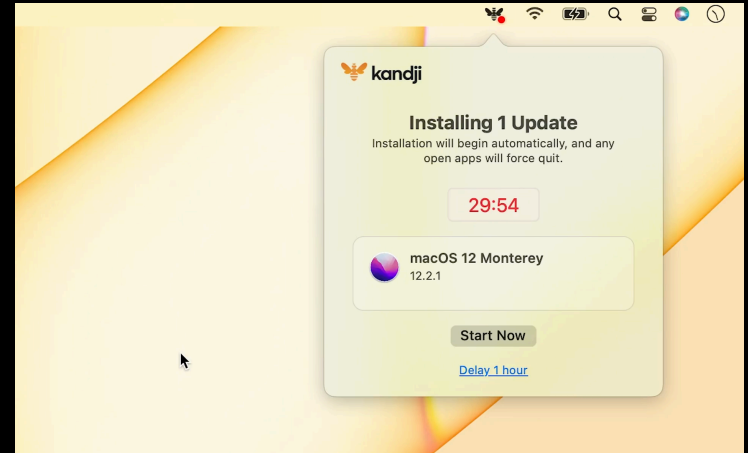 kandji
Installing 1 Update
Installation will begin automatically, and any
open apps will force quit.
29:54
macOS 12 Monterey
12.2.1
Start Now
Delay 1 hour